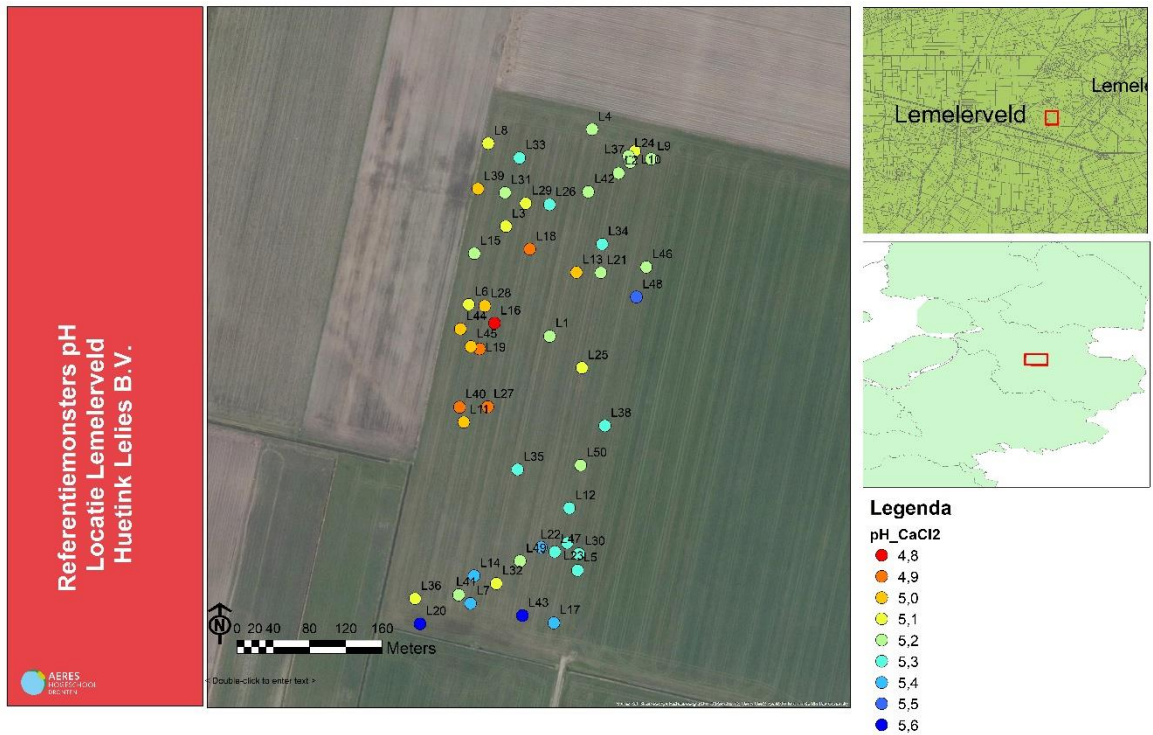 Referentiemonsters pH
Locatie Lemelerveld
Huetink Lelies B.V.
AERES
HOGESCHOOL
DRONTEN
L4
L8
L33
L37
L24
L9
L2
L10
L39
L31
L29
L26
L42
L3
L18
L34
L15
L13
L21
L46
L48
L6
L28
L16
L44
L45
L19
L1
L25
L40
L27
L11
L38
L35
L50
L12
L22
L47
L30
L49
L23
L5
L14
L32
L36
L41
L7
L20
L43
L17
N
0 20 40 80 120 160
Meters
< Double-click to enter text >
Lemelerveld
Lemele
Legenda
pH_CaCl2
4,8
4,9
5,0
5,1
5,2
5,3
5,4
5,5
5,6